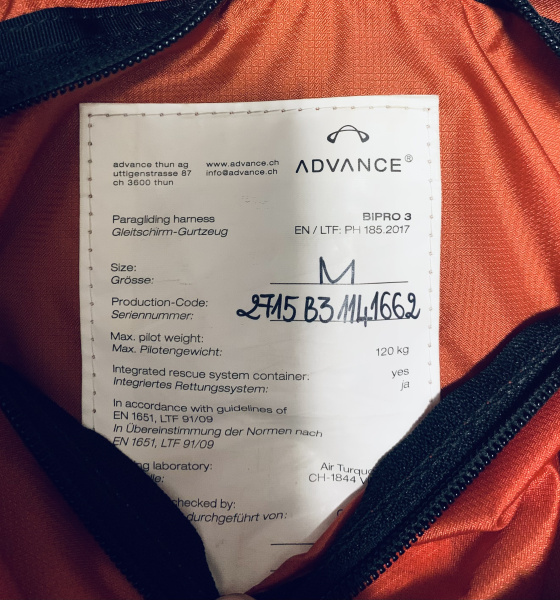 ADVANCE®
advance thun ag www.advance.ch
uttigenstrasse 87 info@advance.ch
ch 3600 thun
Paragliding harness BIPRO 3
Gleitschirm-Gurtzeug EN / LTF: PH 185.2017
Size: M
Grösse:
Production-Code: 2715 B3 1141662
Seriennummer:
Max. pilot weight:
Max. Pilotengewicht: 120 kg
Integrated rescue system container: yes
Integriertes Rettungssystem: ja
In accordance with guidelines of
EN 1651, LTF 91/09
In Übereinstimmung der Normen nach
EN 1651, LTF 91/09
laboratory: Air
CH-1844
checked by:
durchgeführt von: